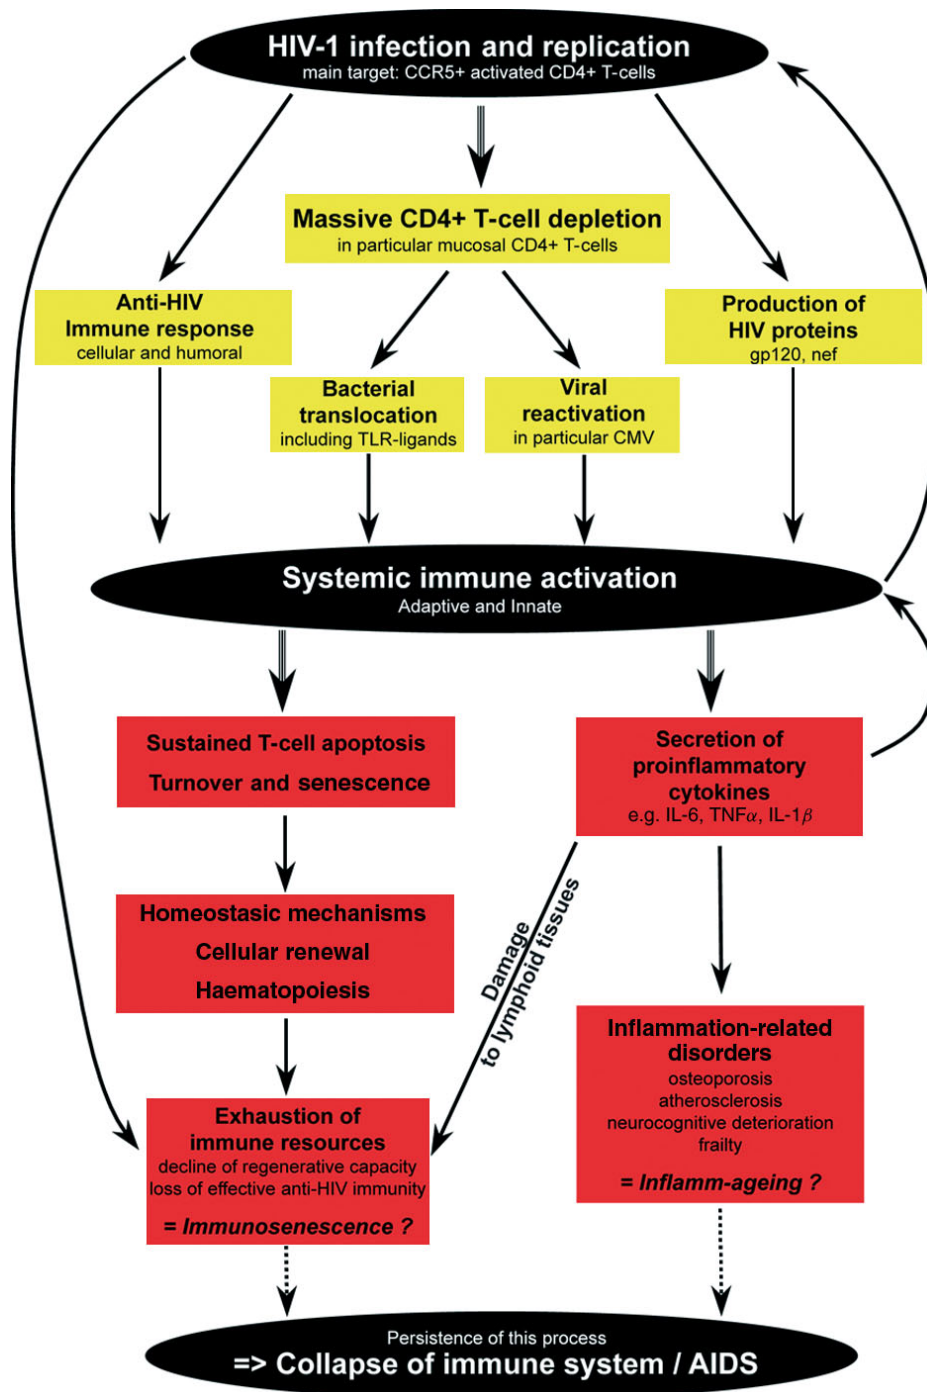 HIV-1 infection and replication
main target: CCR5+ activated CD4+ T-cells
Massive CD4+ T-cell depletion
in particular mucosal CD4+ T-cells
Anti-HIV
Immune response
cellular and humoral
Production of
HIV proteins
gp120, nef
Bacterial
translocation
including TLR-ligands
Viral
reactivation
in particular CMV
Systemic immune activation
Adaptive and Innate
Sustained T-cell apoptosis
Turnover and senescence
Secretion of
proinflammatory
cytokines
e.g. IL-6, TNFα, IL-1β
Homeostasic mechanisms
Cellular renewal
Haematopoiesis
Damage
to lymphoid tissues
Inflammation-related
disorders
osteoporosis
atherosclerosis
neurocognitive deterioration
frailty
= Inflamm-ageing ?
Exhaustion of
immune resources
decline of regenerative capacity
loss of effective anti-HIV immunity
= Immunosenescence ?
Persistence of this process
=> Collapse of immune system / AIDS